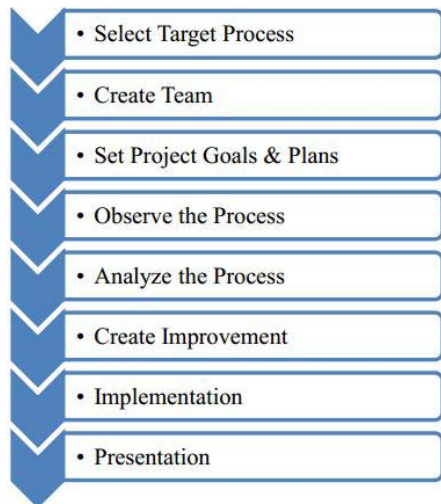 • Select Target Process
• Create Team
• Set Project Goals & Plans
• Observe the Process
• Analyze the Process
• Create Improvement
• Implementation
• Presentation